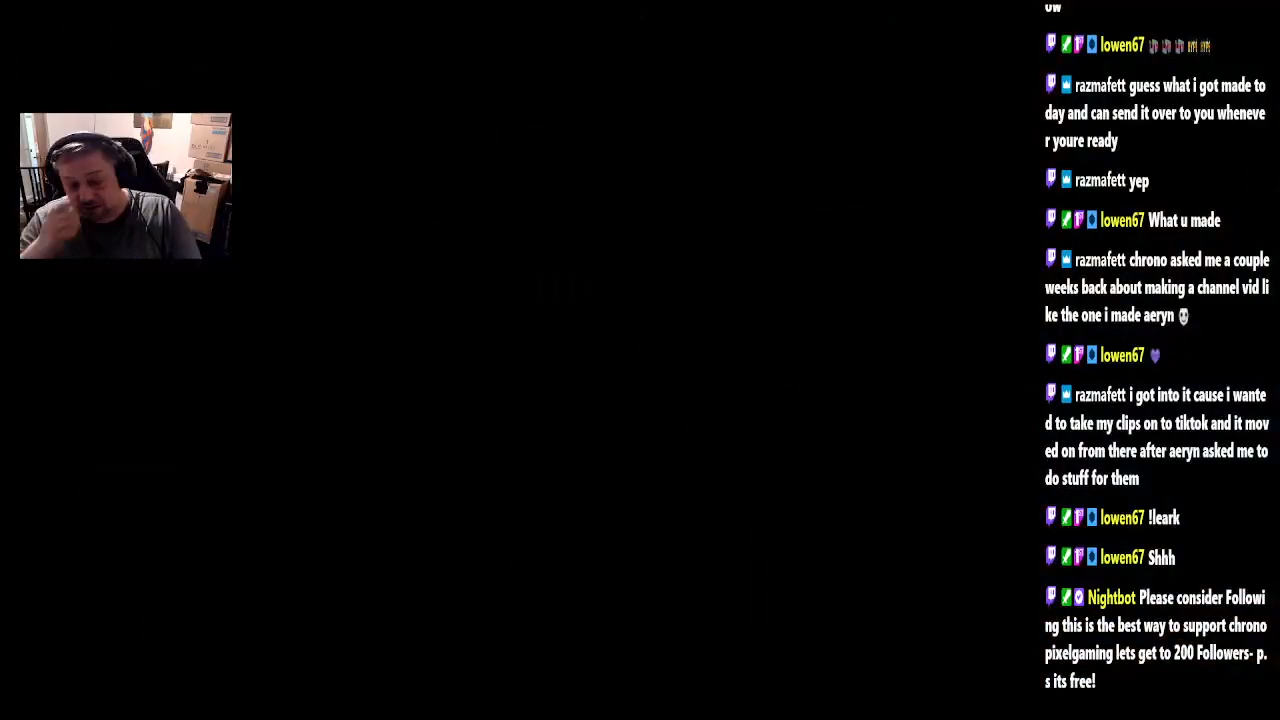 ow
lowen67
razmafett guess what i got made to
day and can send it over to you wheneve
r youre ready
razmafett yep
lowen67 What u made
razmafett chrono asked me a couple
weeks back about making a channel vid li
ke the one i made aeryn
lowen67
razmafett i got into it cause i wante
d to take my clips on to tiktok and it mov
ed on from there after aeryn asked me to
do stuff for them
lowen67 !leark
lowen67 Shhh
Nightbot Please consider Followi
ng this is the best way to support chrono
pixelgaming lets get to 200 Followers- p.
s its free!